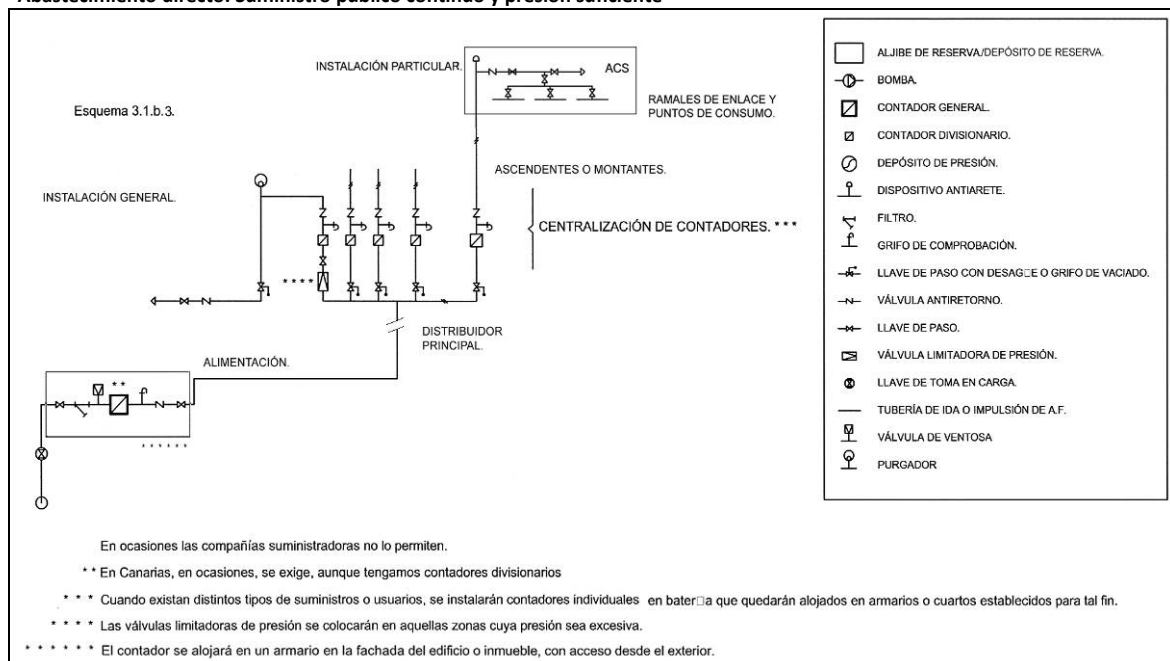 Abastecimiento directo. Suministro público continuo y presión suficiente
Esquema 3.1.b.3.
INSTALACIÓN PARTICULAR.
ACS
RAMALES DE ENLACE Y
PUNTOS DE CONSUMO.
INSTALACIÓN GENERAL.
ASCENDENTES O MONTANTES.
CENTRALIZACIÓN DE CONTADORES. * * *
* * * *
DISTRIBUIDOR
PRINCIPAL.
ALIMENTACIÓN.
* *
* * * * * *
ALJIBE DE RESERVA/DEPÓSITO DE RESERVA.
BOMBA.
CONTADOR GENERAL.
CONTADOR DIVISIONARIO.
DEPÓSITO DE PRESIÓN.
DISPOSITIVO ANTIARETE.
FILTRO.
GRIFO DE COMPROBACIÓN.
LLAVE DE PASO CON DESAG□E O GRIFO DE VACIADO.
VÁLVULA ANTIRETORNO.
LLAVE DE PASO.
VÁLVULA LIMITADORA DE PRESIÓN.
LLAVE DE TOMA EN CARGA.
TUBERÍA DE IDA O IMPULSIÓN DE A.F.
VÁLVULA DE VENTOSA
PURGADOR
En ocasiones las compañías suministradoras no lo permiten.
* * En Canarias, en ocasiones, se exige, aunque tengamos contadores divisionarios
* * * Cuando existan distintos tipos de suministros o usuarios, se instalarán contadores individuales en bater□a que quedarán alojados en armarios o cuartos establecidos para tal fin.
* * * * Las válvulas limitadoras de presión se colocarán en aquellas zonas cuya presión sea excesiva.
* * * * * * El contador se alojará en un armario en la fachada del edificio o inmueble, con acceso desde el exterior.